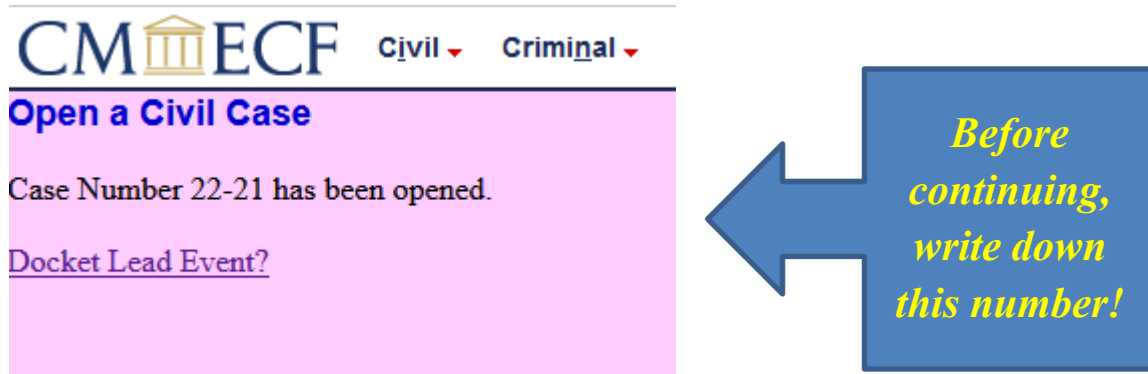 CM ECF Civil Criminal
Open a Civil Case
Case Number 22-21 has been opened.
Docket Lead Event?
Before
continuing,
write down
this number!